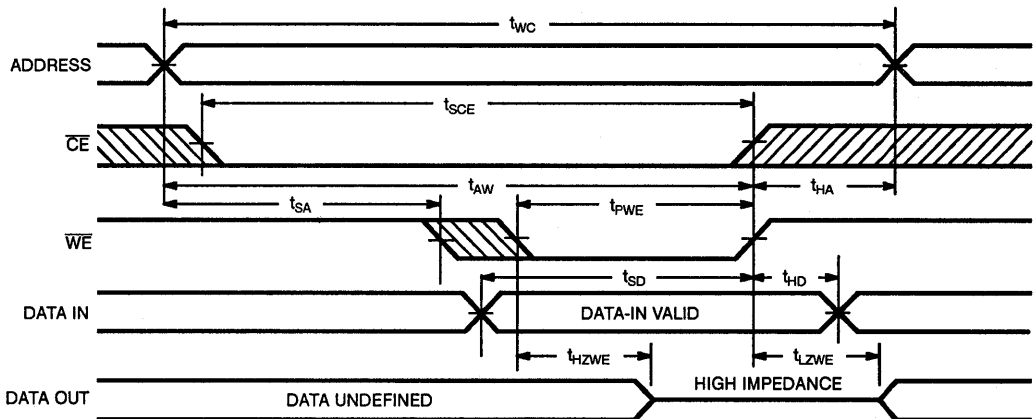 tWC
ADDRESS
tSCE
CE
tAW
tHA
tSA
tPWE
WE
tSD
tHD
DATA IN
DATA-IN VALID
tHZWE
tLZWE
HIGH IMPEDANCE
DATA OUT
DATA UNDEFINED